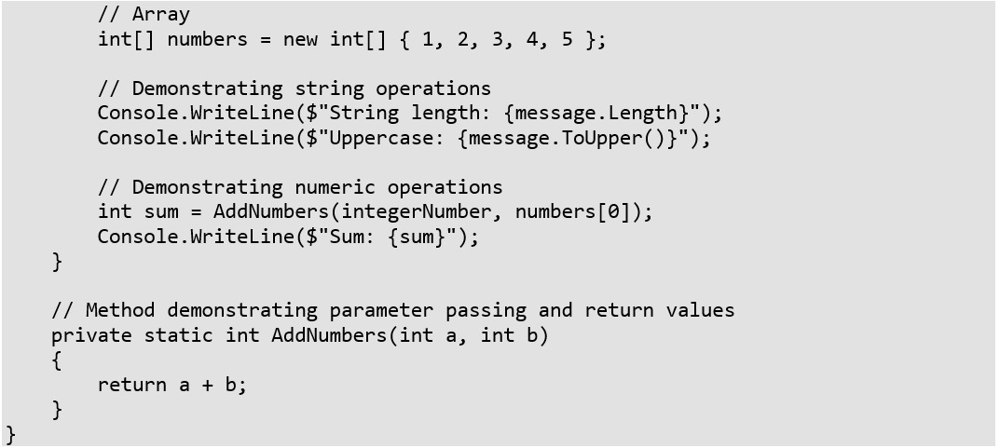 // Array
int[] numbers = new int[] { 1, 2, 3, 4, 5 };
// Demonstrating string operations
Console.WriteLine($"String length: {message.Length}");
Console.WriteLine($"Uppercase: {message.ToUpper()}");
// Demonstrating numeric operations
int sum = AddNumbers(integerNumber, numbers[0]);
Console.WriteLine($"Sum: {sum}");
}
// Method demonstrating parameter passing and return values
private static int AddNumbers(int a, int b)
{
return a + b;
}
}